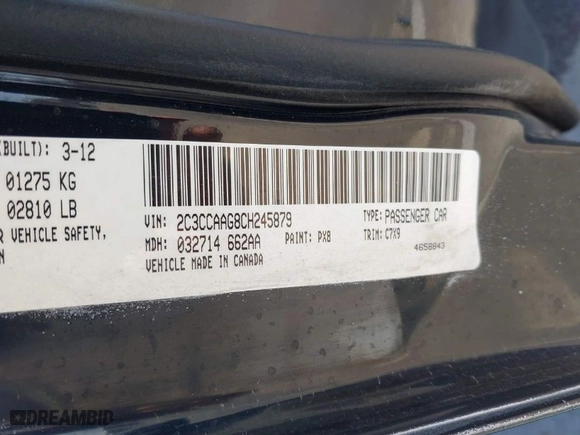 (BUILT): 3-12
01275 KG
02810 LB
R VEHICLE SAFETY,
N
VIN: 2C3CCAAG8CH245879
TYPE: PASSENGER CAR
MDH: 032714 662AA
PAINT: PX8
TRIM: C7X9
VEHICLE MADE IN CANADA
4658843
DREAMBID